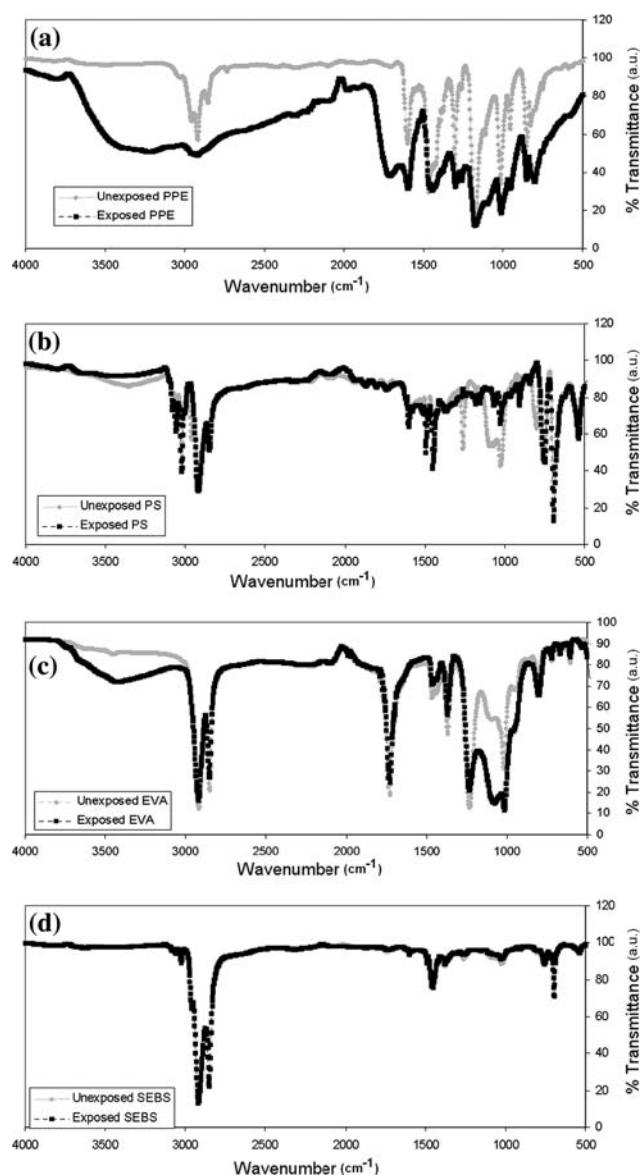 (a)
120
100
80
60
40
20
0
% Transmittance (a.u.)
Unexposed PPE
Exposed PPE
4000 3500 3000 2500 2000 1500 1000 500
Wavenumber (cm⁻¹)
(b)
120
100
80
60
40
20
0
% Transmittance (a.u.)
Unexposed PS
Exposed PS
4000 3500 3000 2500 2000 1500 1000 500
Wavenumber (cm⁻¹)
(c)
100
90
80
70
60
50
40
30
20
10
0
% Transmittance (a.u.)
Unexposed EVA
Exposed EVA
4000 3500 3000 2500 2000 1500 1000 500
Wavenumber (cm⁻¹)
(d)
120
100
80
60
40
20
0
% Transmittance (a.u.)
Unexposed SEBS
Exposed SEBS
4000 3500 3000 2500 2000 1500 1000 500
Wavenumber (cm⁻¹)